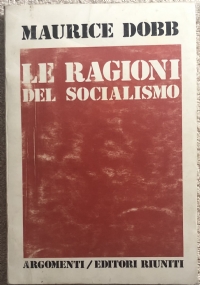 MAURICE DOBB
LE RAGIONI
DEL SOCIALISMO
ARGOMENTI/EDITORI RIUNITI